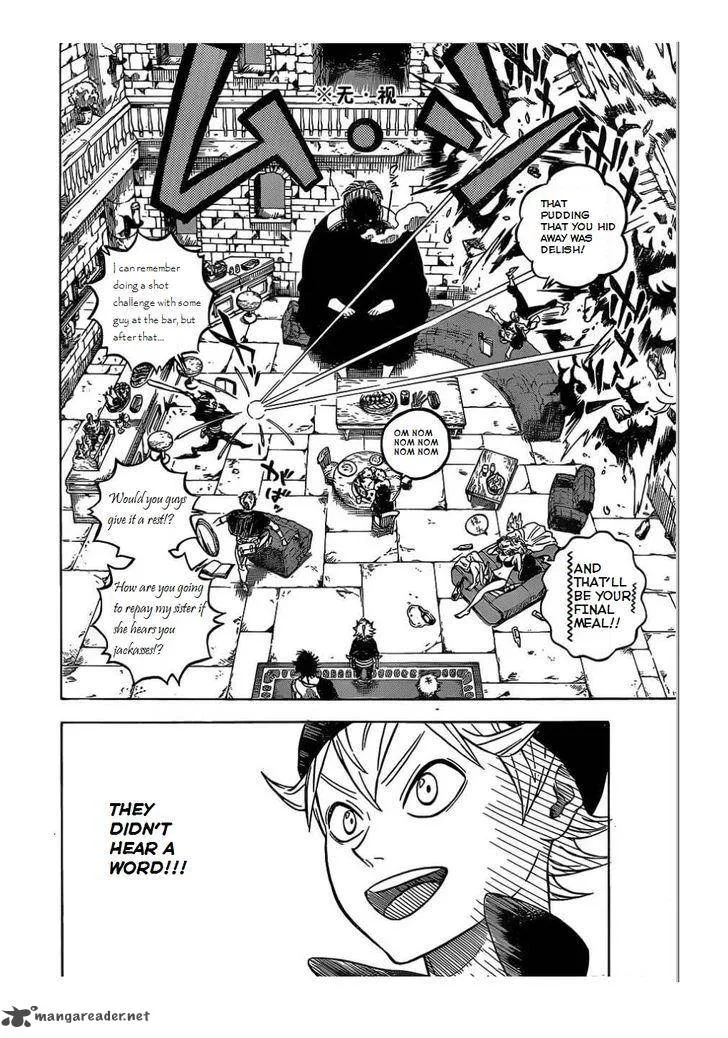 ム・ッ
※无・视
THAT
PUDDING
THAT YOU HID
AWAY WAS
DELISH!
I can remember
doing a shot
challenge with some
guy at the bar, but
after that...
OM NOM
NOM NOM
NOM NOM
Would you guys
give it a rest!?
How are you going
to repay my sister if
she hears you
jackasses!?
AND
THAT'LL
BE YOUR
FINAL
MEAL!!
THEY
DIDN'T
HEAR A
WORD!!!
mangareader.net